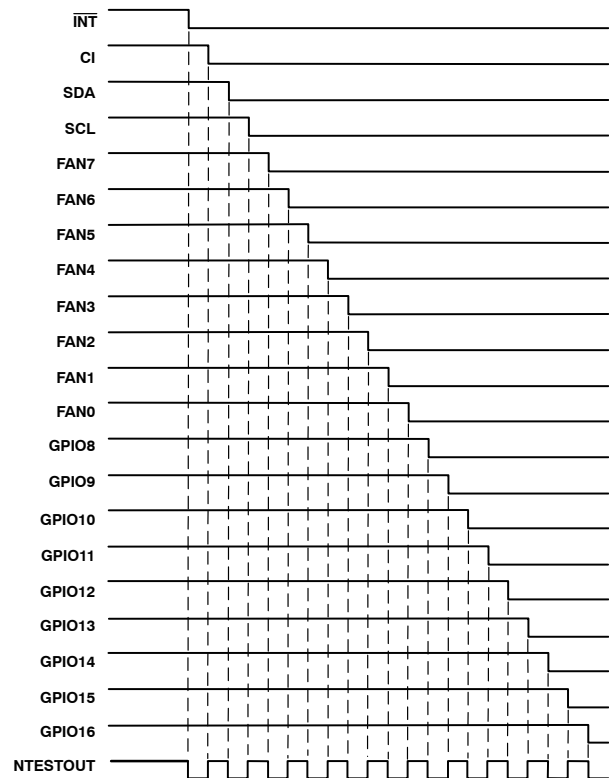 INT
CI
SDA
SCL
FAN7
FAN6
FAN5
FAN4
FAN3
FAN2
FAN1
FAN0
GPIO8
GPIO9
GPIO10
GPIO11
GPIO12
GPIO13
GPIO14
GPIO15
GPIO16
NTESTOUT